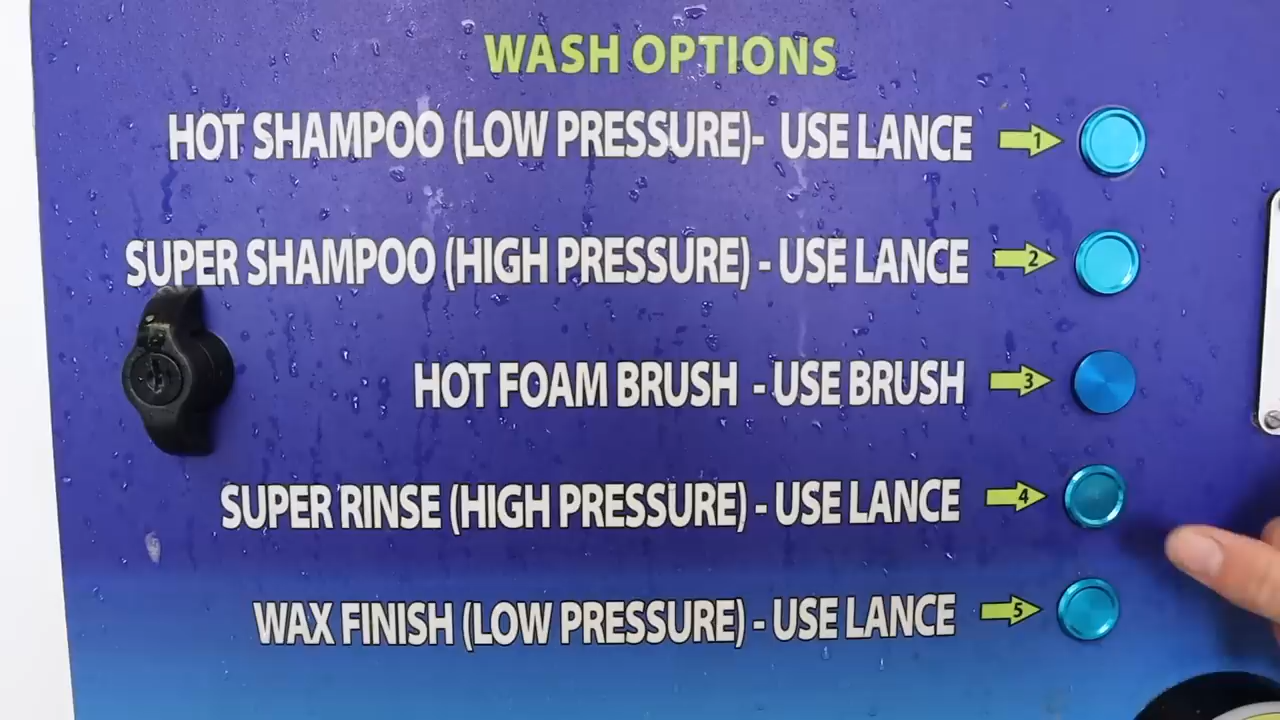 WASH OPTIONS
HOT SHAMPOO (LOW PRESSURE)- USE LANCE 1
SUPER SHAMPOO (HIGH PRESSURE) - USE LANCE 2
HOT FOAM BRUSH - USE BRUSH 3
SUPER RINSE (HIGH PRESSURE) - USE LANCE 4
WAX FINISH (LOW PRESSURE) - USE LANCE 5